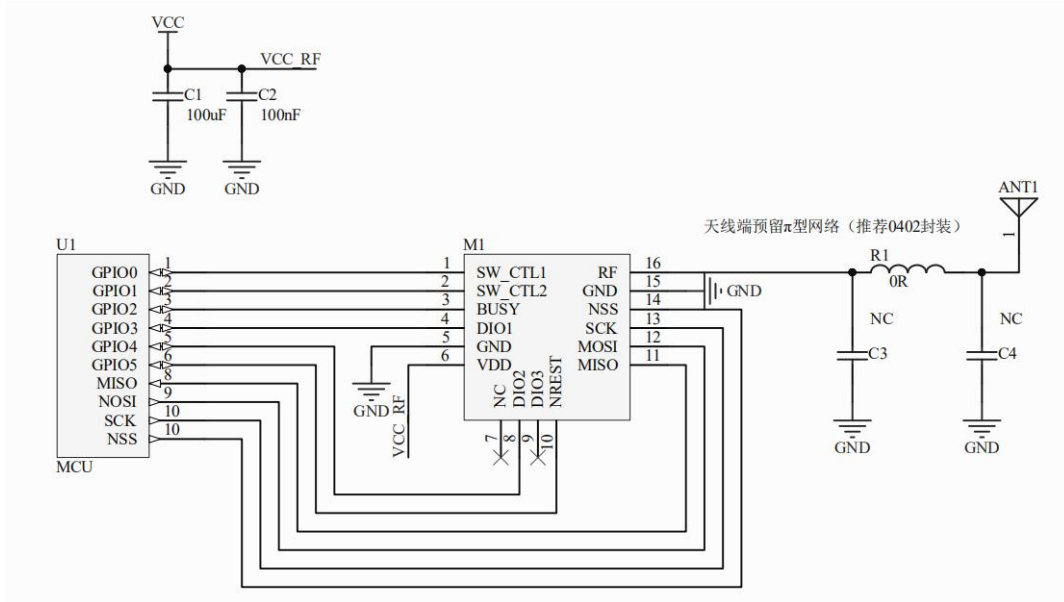 VCC
VCC_RF
C1
100uF
C2
100nF
GND
GND
ANT1
1
天线端预留π型网络（推荐0402封装）
R1
0R
NC
NC
C3
C4
GND
GND
U1
GPIO0 1
GPIO1 2
GPIO2 3
GPIO3 4
GPIO4 5
GPIO5 6
MISO 8
NOSI 9
SCK 10
NSS 10
MCU
M1
1 SW_CTL1
2 SW_CTL2
3 BUSY
4 DIO1
5 GND
6 VDD
RF 16
GND 15
NSS 14
SCK 13
MOSI 12
MISO 11
NC 7
DIO2 8
DIO3 9
NREST 10
GND
GND
VCC_RF